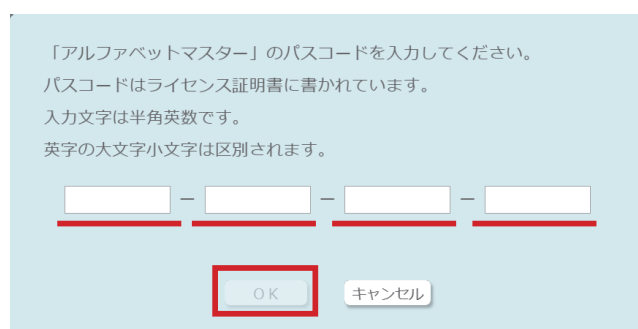 「アルファベットマスター」のパスコードを入力してください。
パスコードはライセンス証明書に書かれています。
入力文字は半角英数です。
英字の大文字小文字は区別されます。
－ － －
OK キャンセル